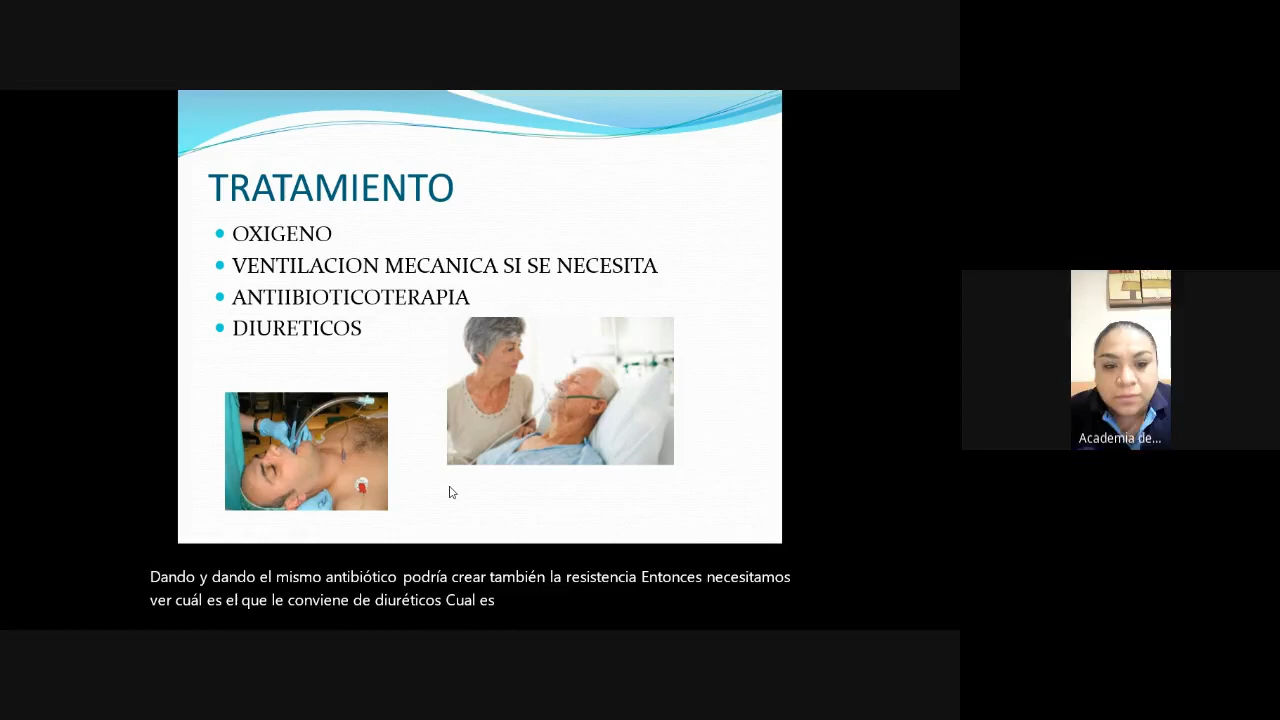 TRATAMIENTO
OXIGENO
VENTILACION MECANICA SI SE NECESITA
ANTIIBIOTICOTERAPIA
DIURETICOS
Academia de...
Dando y dando el mismo antibiótico podría crear también la resistencia Entonces necesitamos
ver cuál es el que le conviene de diuréticos Cual es